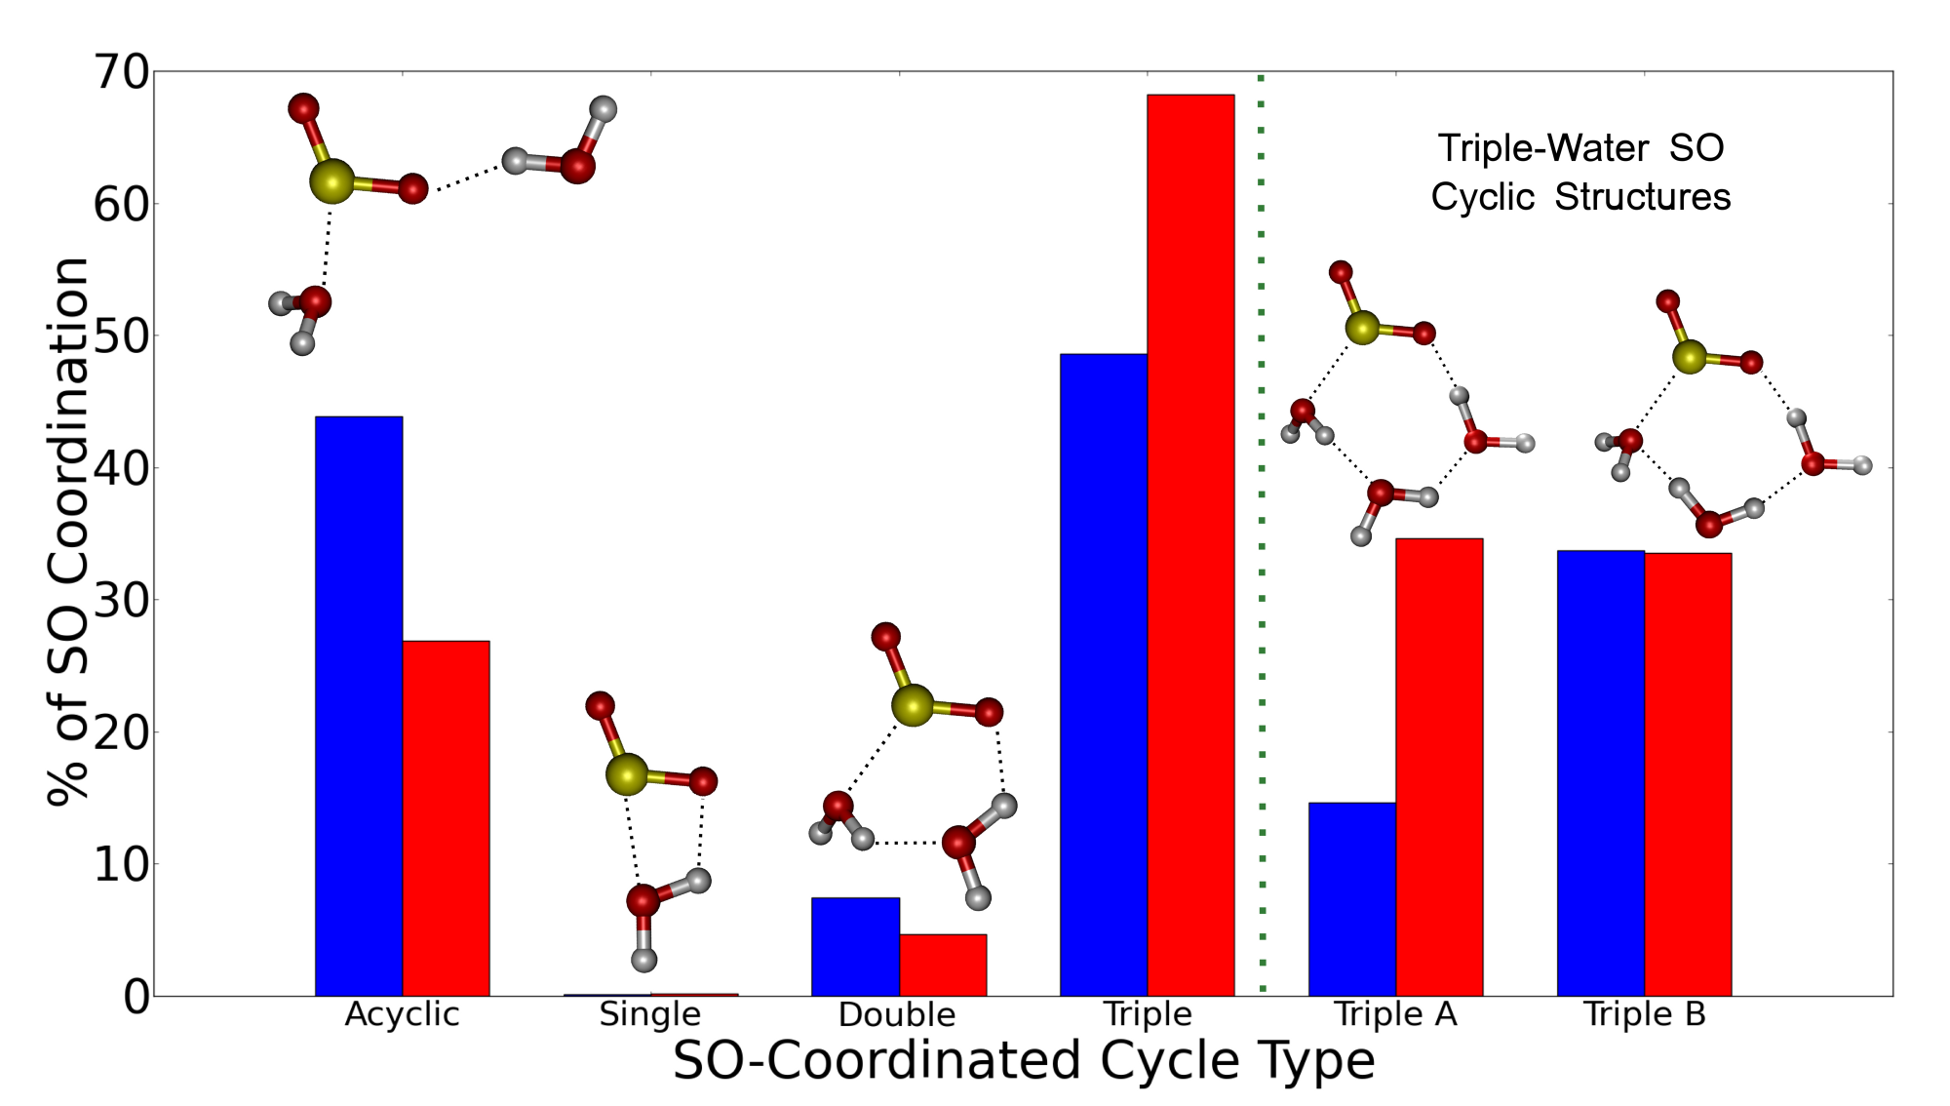 70
60
50
40
30
20
10
0
% of SO Coordination
Triple-Water SO
Cyclic Structures
Acyclic Single Double Triple Triple A Triple B
SO-Coordinated Cycle Type